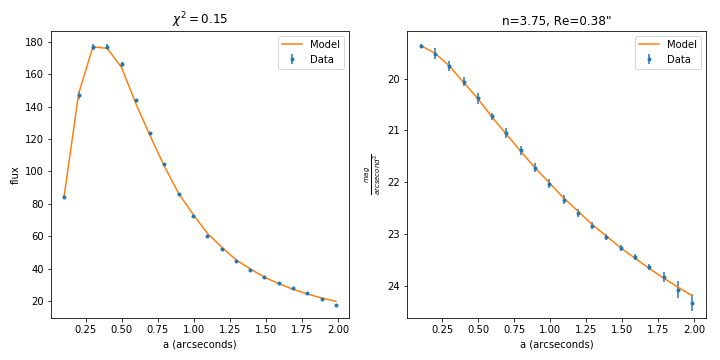 χ² = 0.15
180
160
140
120
100
80
60
40
20
flux
0.25 0.50 0.75 1.00 1.25 1.50 1.75 2.00
a (arcseconds)
Model
Data
n=3.75, Re=0.38"
20
21
22
23
24
mag
arcsecond²
0.25 0.50 0.75 1.00 1.25 1.50 1.75 2.00
a (arcseconds)
Model
Data